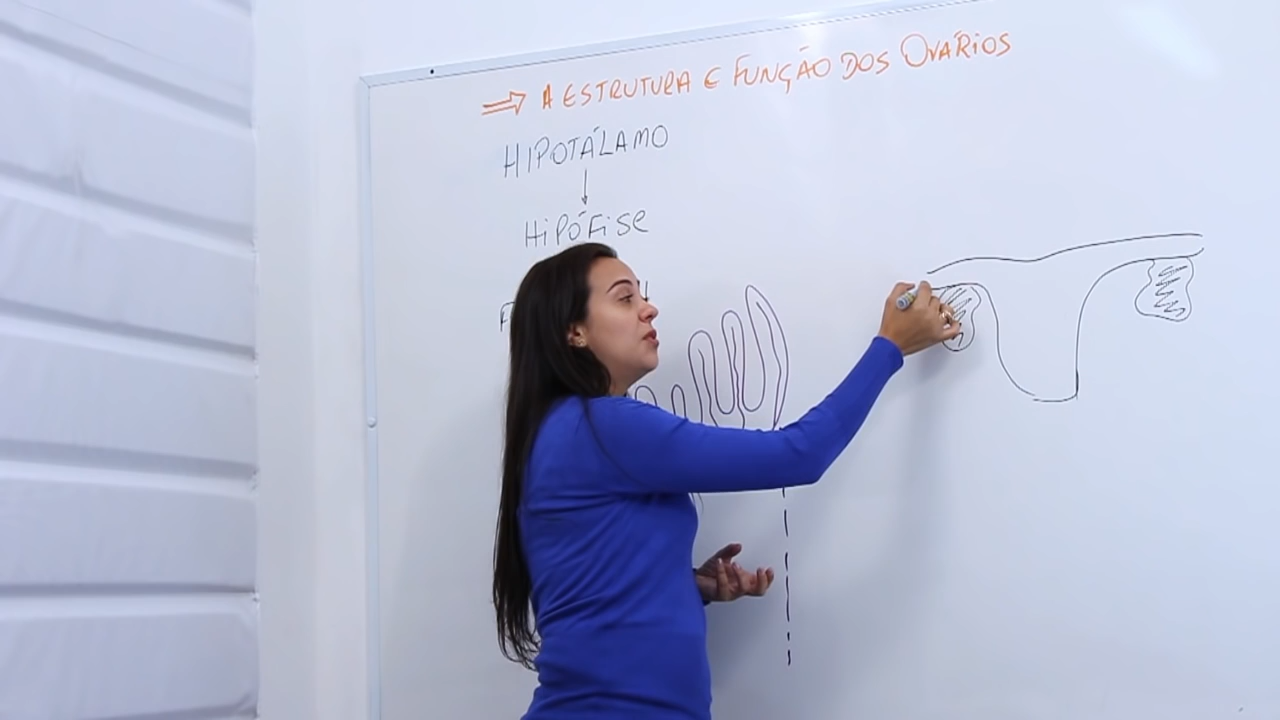 ⇒ A ESTRUTURA E FUNÇÃO DOS OVÁRIOS
HIPOTÁLAMO
↓
HIPÓFISE